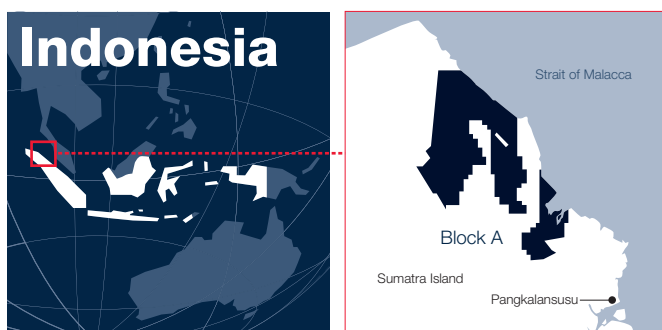 Indonesia
Strait of Malacca
Block A
Sumatra Island
Pangkalansusu